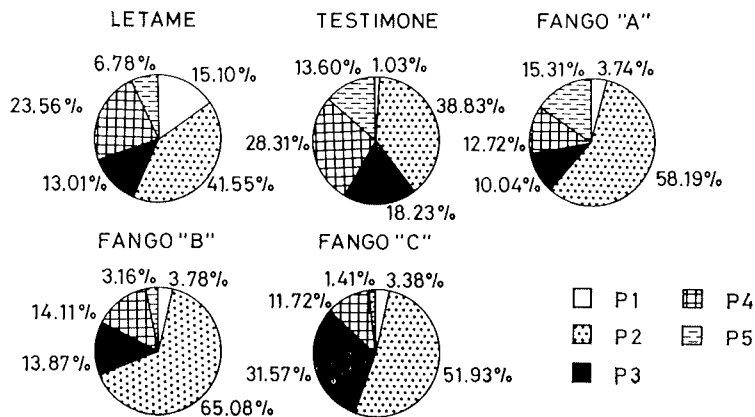 LETAME
6.78%
15.10%
23.56%
13.01%
41.55%
TESTIMONE
13.60%
1.03%
38.83%
28.31%
18.23%
FANGO "A"
15.31%
3.74%
12.72%
10.04%
58.19%
FANGO "B"
3.16%
3.78%
14.11%
13.87%
65.08%
FANGO "C"
1.41%
3.38%
11.72%
31.57%
51.93%
P1
P2
P3
P4
P5